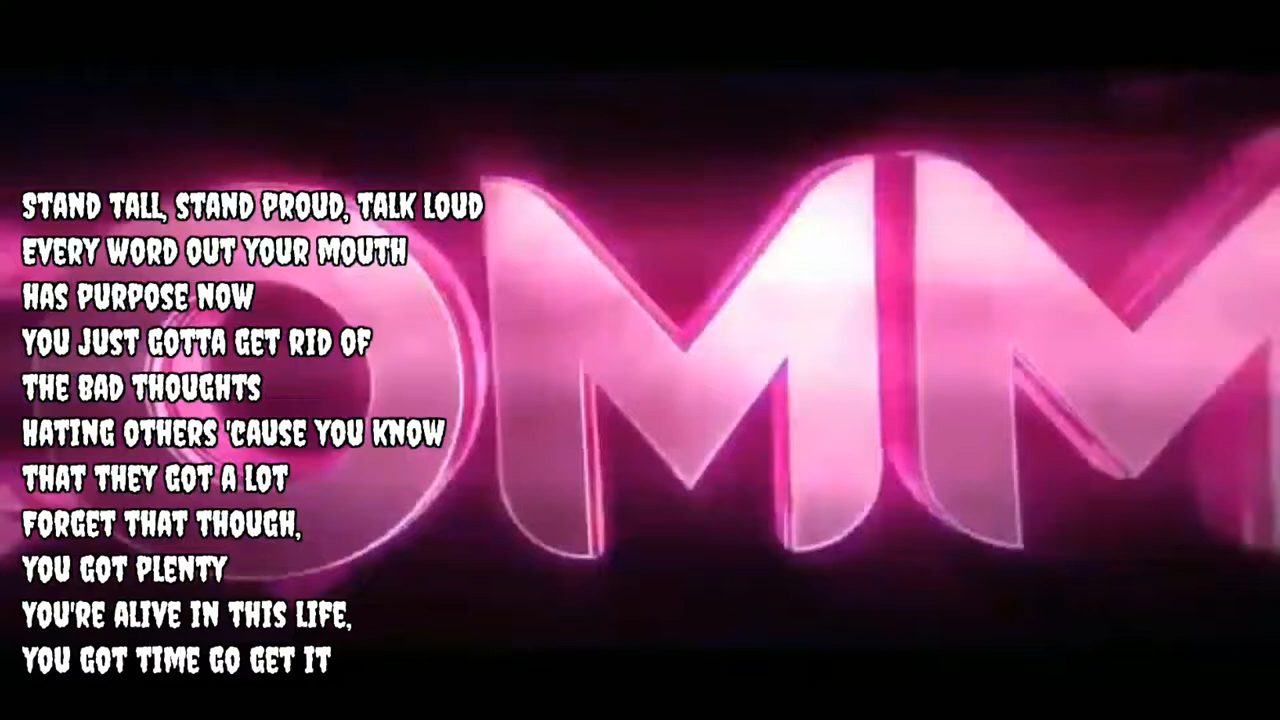 STAND TALL, STAND PROUD, TALK LOUD
EVERY WORD OUT YOUR MOUTH
HAS PURPOSE NOW
YOU JUST GOTTA GET RID OF
THE BAD THOUGHTS
HATING OTHERS 'CAUSE YOU KNOW
THAT THEY GOT A LOT
FORGET THAT THOUGH,
YOU GOT PLENTY
YOU'RE ALIVE IN THIS LIFE,
YOU GOT TIME GO GET IT
OMM